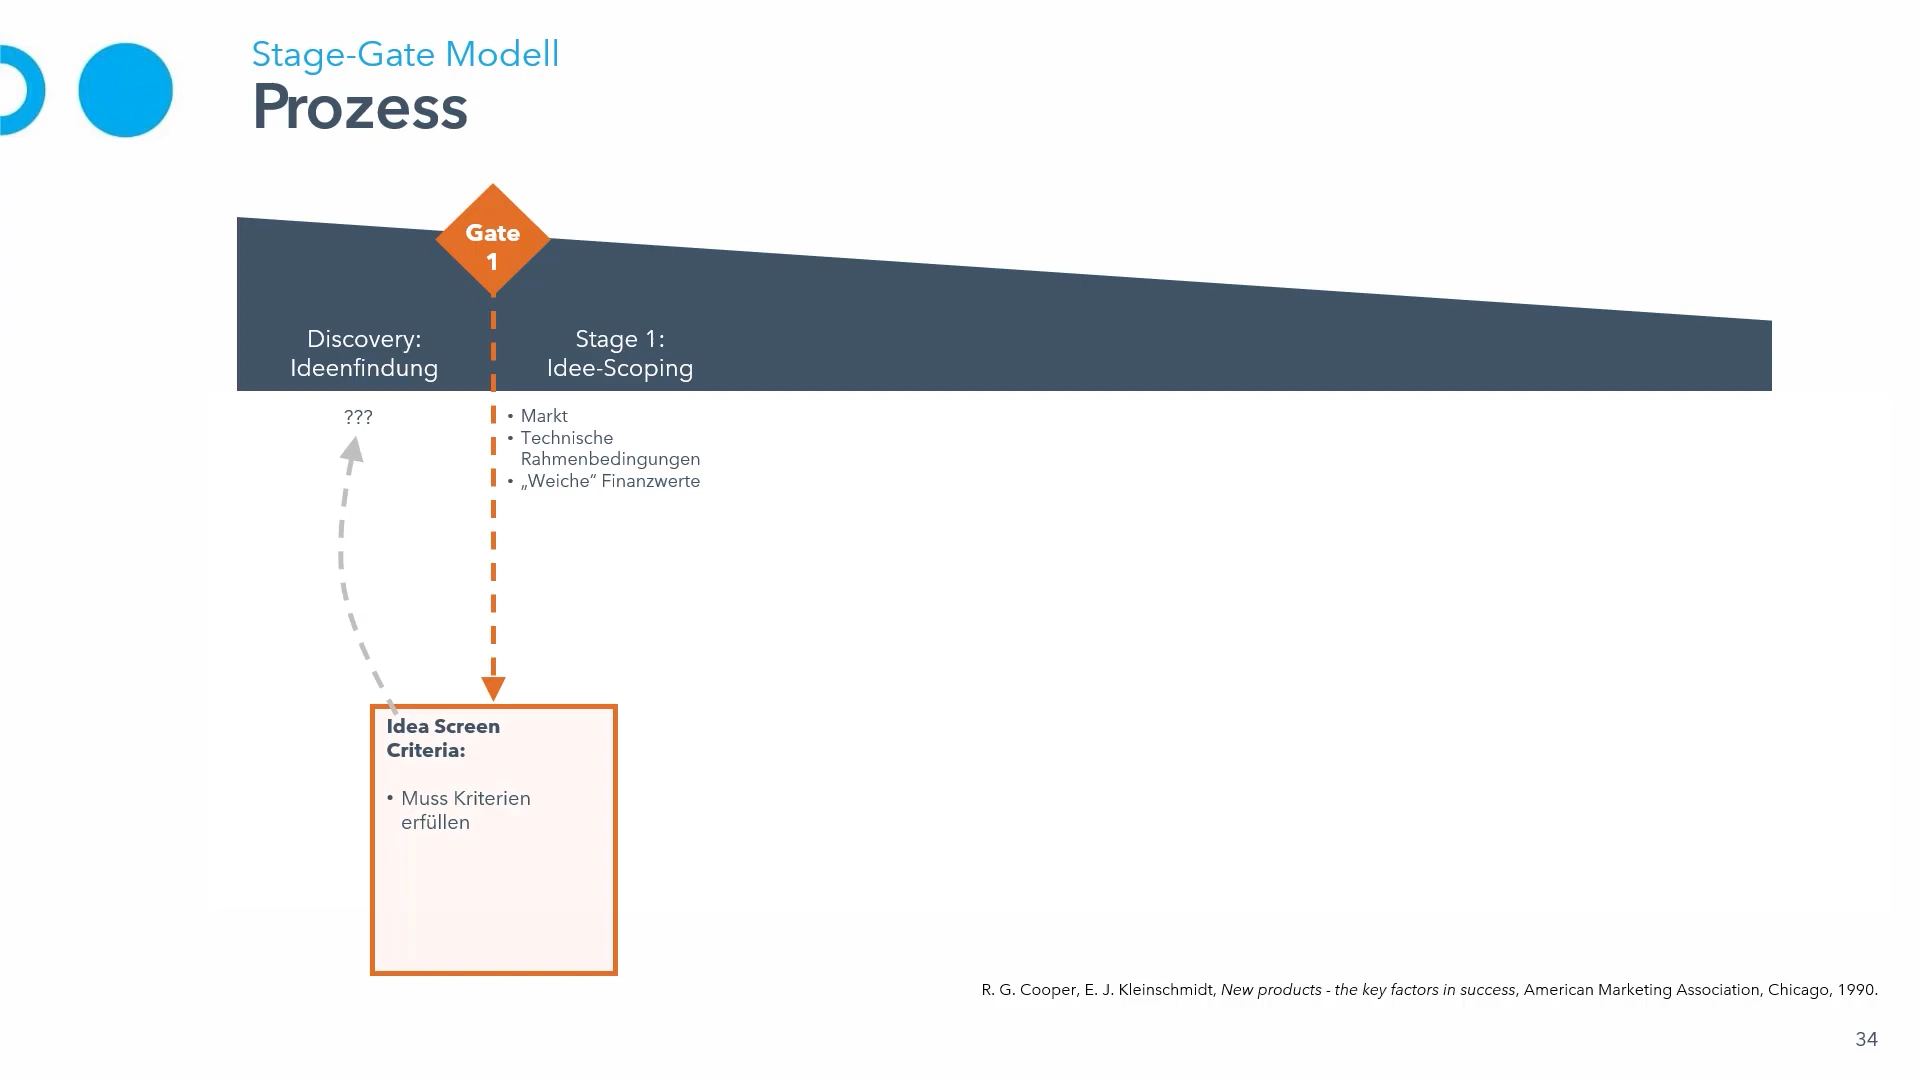 Stage-Gate Modell
Prozess
Gate
1
Discovery:
Ideenfindung
Stage 1:
Idee-Scoping
???
• Markt
• Technische
Rahmenbedingungen
• „Weiche“ Finanzwerte
Idea Screen
Criteria:
• Muss Kriterien
erfüllen
R. G. Cooper, E. J. Kleinschmidt, New products - the key factors in success, American Marketing Association, Chicago, 1990.
34